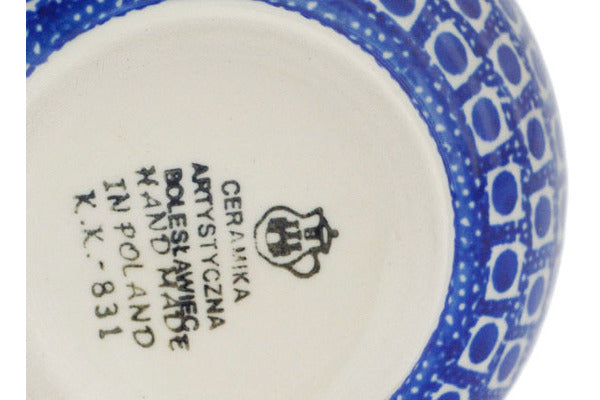 CERAMIKA
ARTYSTYCZNA
BOLESŁAWIEC
HAND MADE
IN POLAND
K.K.-831